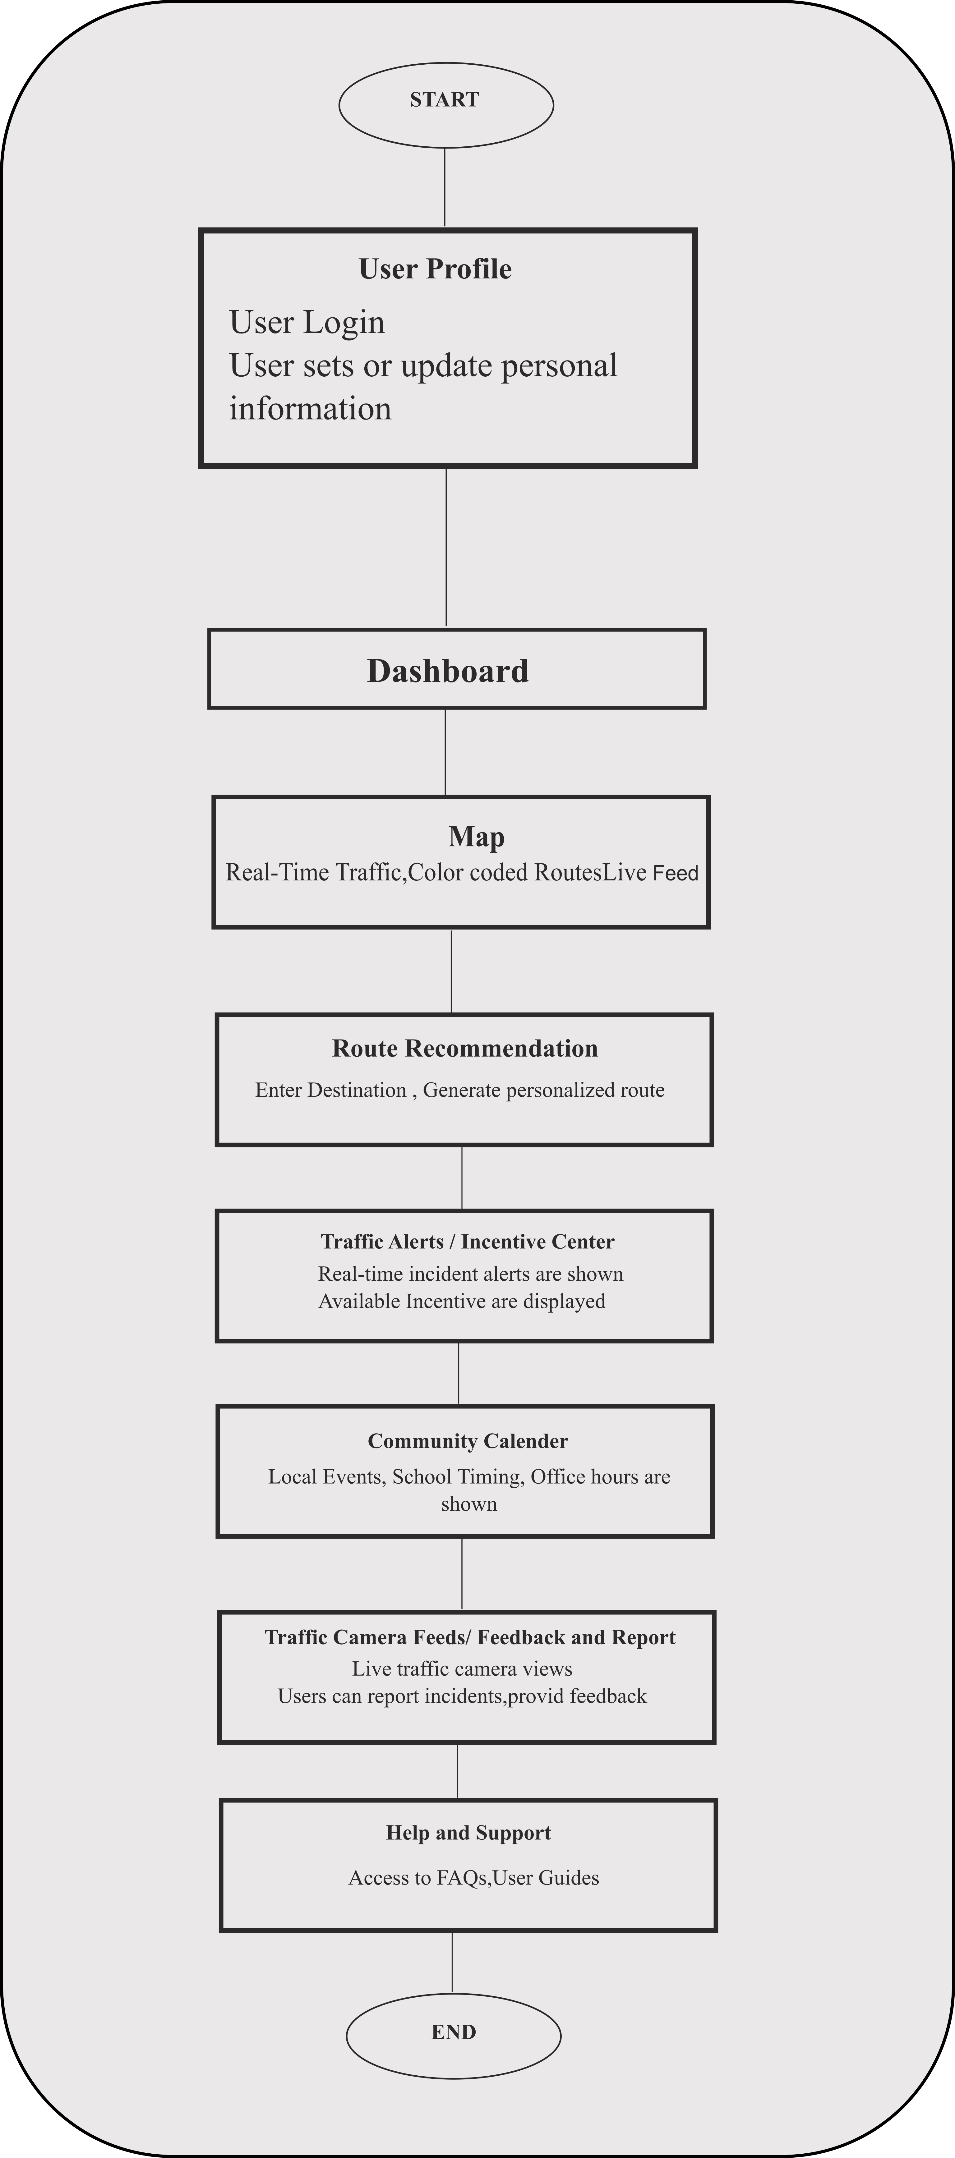 START
User Profile
User Login
User sets or update personal
information
Dashboard
Map
Real-Time Traffic,Color coded RoutesLive Feed
Route Recommendation
Enter Destination , Generate personalized route
Traffic Alerts / Incentive Center
Real-time incident alerts are shown
Available Incentive are displayed
Community Calender
Local Events, School Timing, Office hours are
shown
Traffic Camera Feeds/ Feedback and Report
Live traffic camera views
Users can report incidents,provid feedback
Help and Support
Access to FAQs,User Guides
END